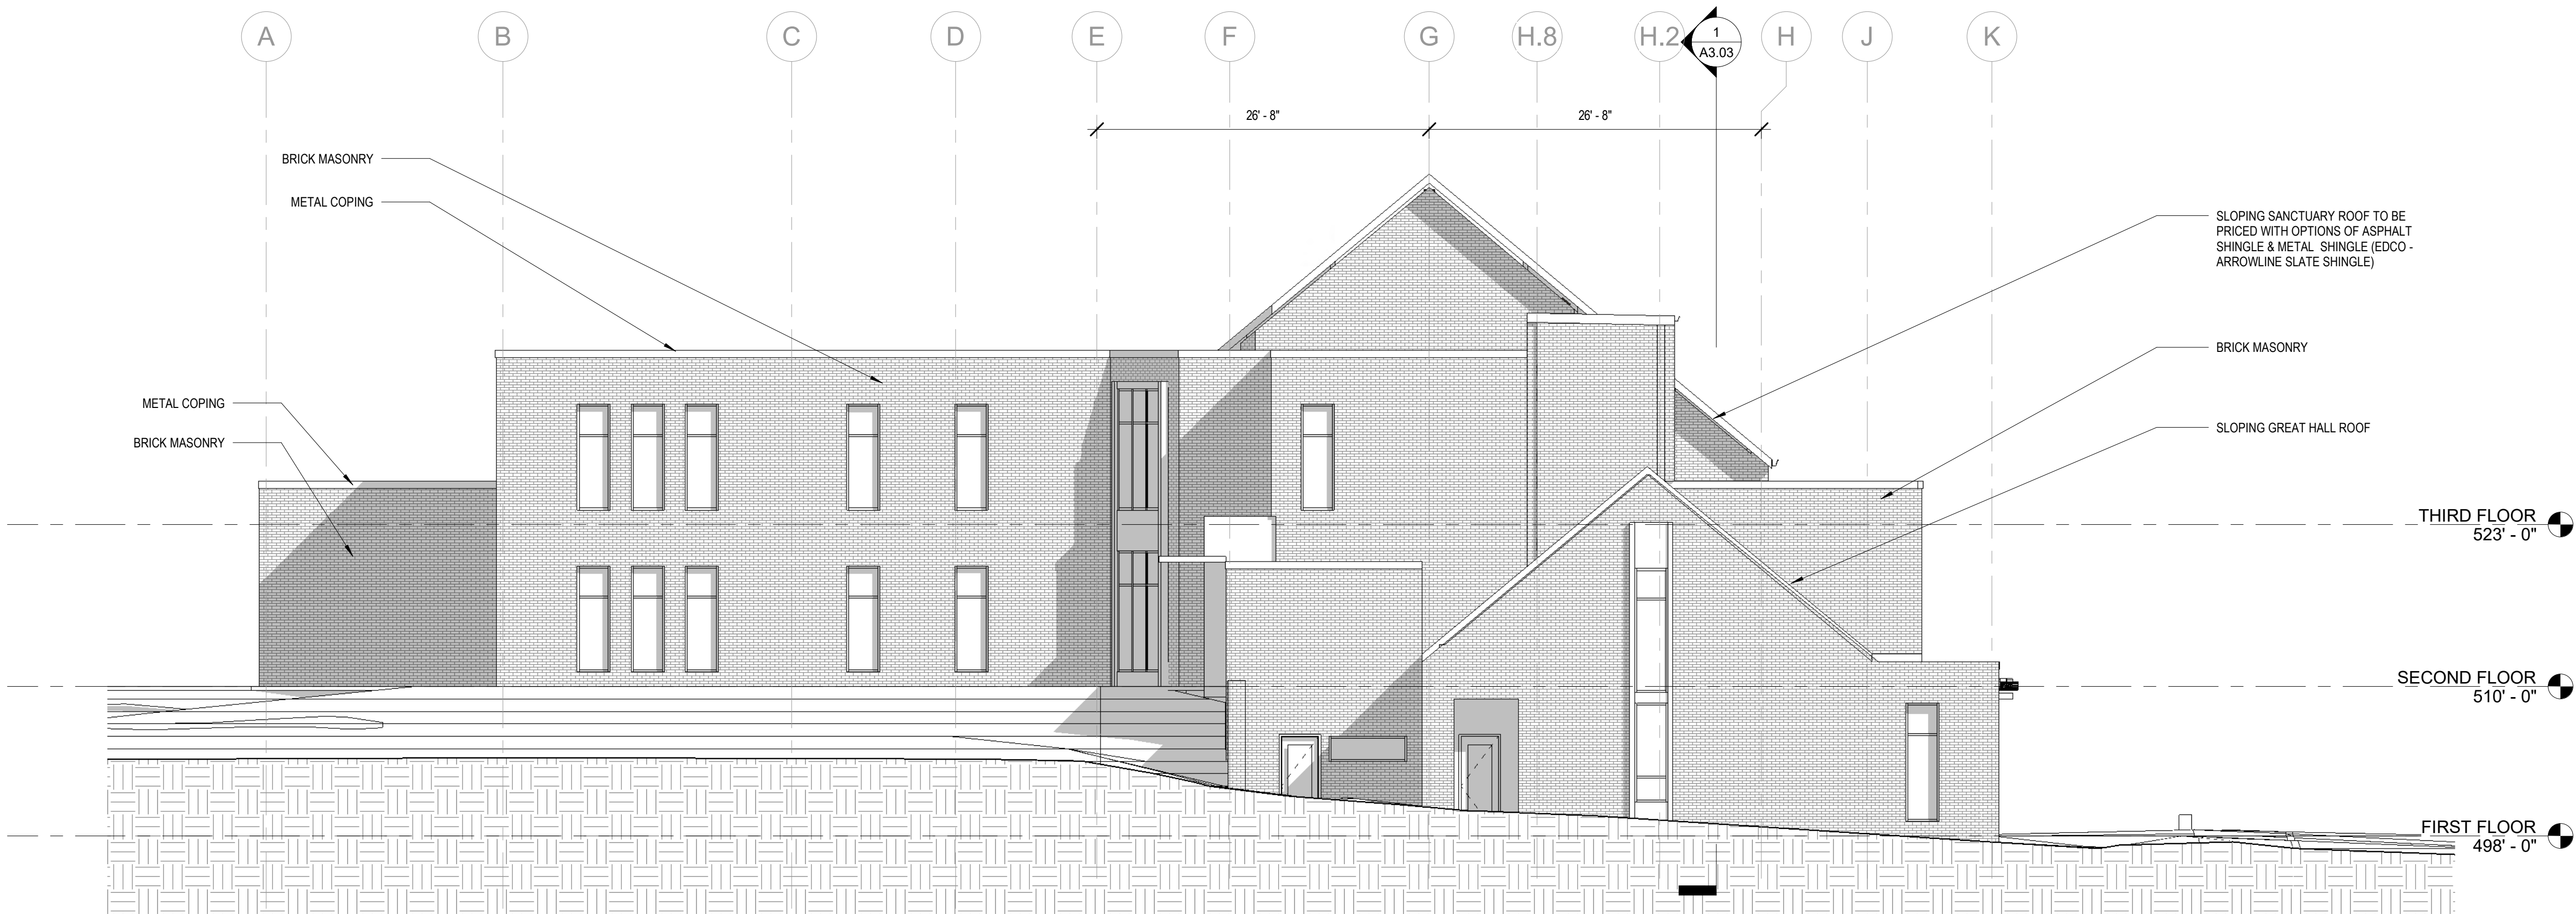 A
B
C
D
E
F
G
H.8
H.2
1
A3.03
H
J
K
26' - 8"
26' - 8"
BRICK MASONRY
METAL COPING
METAL COPING
BRICK MASONRY
SLOPING SANCTUARY ROOF TO BE
PRICED WITH OPTIONS OF ASPHALT
SHINGLE & METAL SHINGLE (EDCO -
ARROWLINE SLATE SHINGLE)
BRICK MASONRY
SLOPING GREAT HALL ROOF
THIRD FLOOR
523' - 0"
SECOND FLOOR
510' - 0"
FIRST FLOOR
498' - 0"